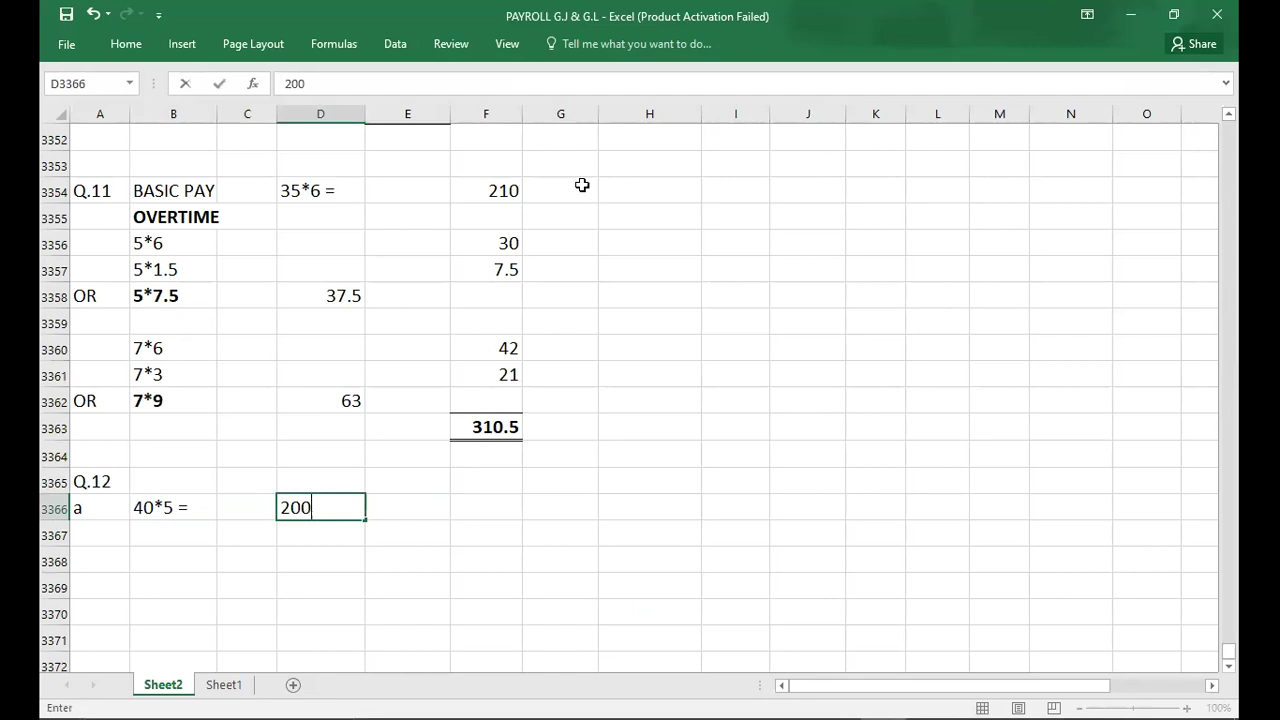 PAYROLL G.J & G.L - Excel (Product Activation Failed)
File Home Insert Page Layout Formulas Data Review View Tell me what you want to do... Share
D3366 fx 200
A B C D E F G H I J K L M N O
3352
3353
3354 Q.11 BASIC PAY 35*6 = 210
3355 OVERTIME
3356 5*6 30
3357 5*1.5 7.5
3358 OR 5*7.5 37.5
3359
3360 7*6 42
3361 7*3 21
3362 OR 7*9 63
3363 310.5
3364
3365 Q.12
3366 a 40*5 = 200
3367
3368
3369
3370
3371
3372
Sheet2 Sheet1
Enter 100%